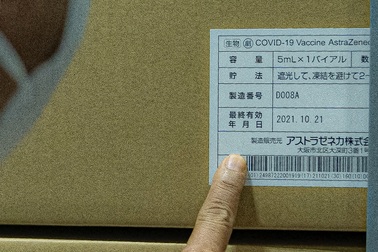 生物 劇 COVID-19 Vaccine AstraZene
容 量 5mL×1バイアル 数
貯 法 遮光して、凍結を避けて2-
製造番号 D008A
最終有効年月日 2021.10.21
製造販売元 アストラゼネカ株式会
大阪市北区大深町3番1号